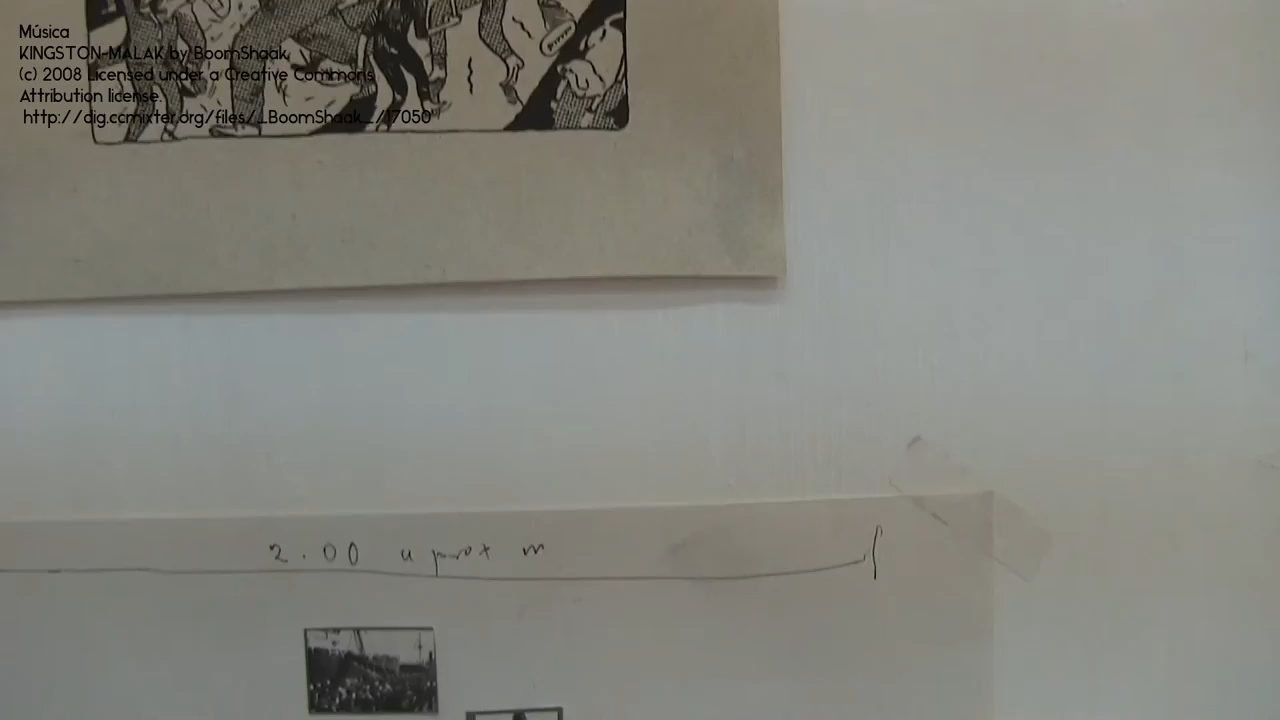 Música
KINGSTON-MALAK by BoomShaak
(c) 2008 Licensed under a Creative Commons
Attribution license.
http://dig.ccmixter.org/files/_BoomShaak_/17050
2.00 aprox m